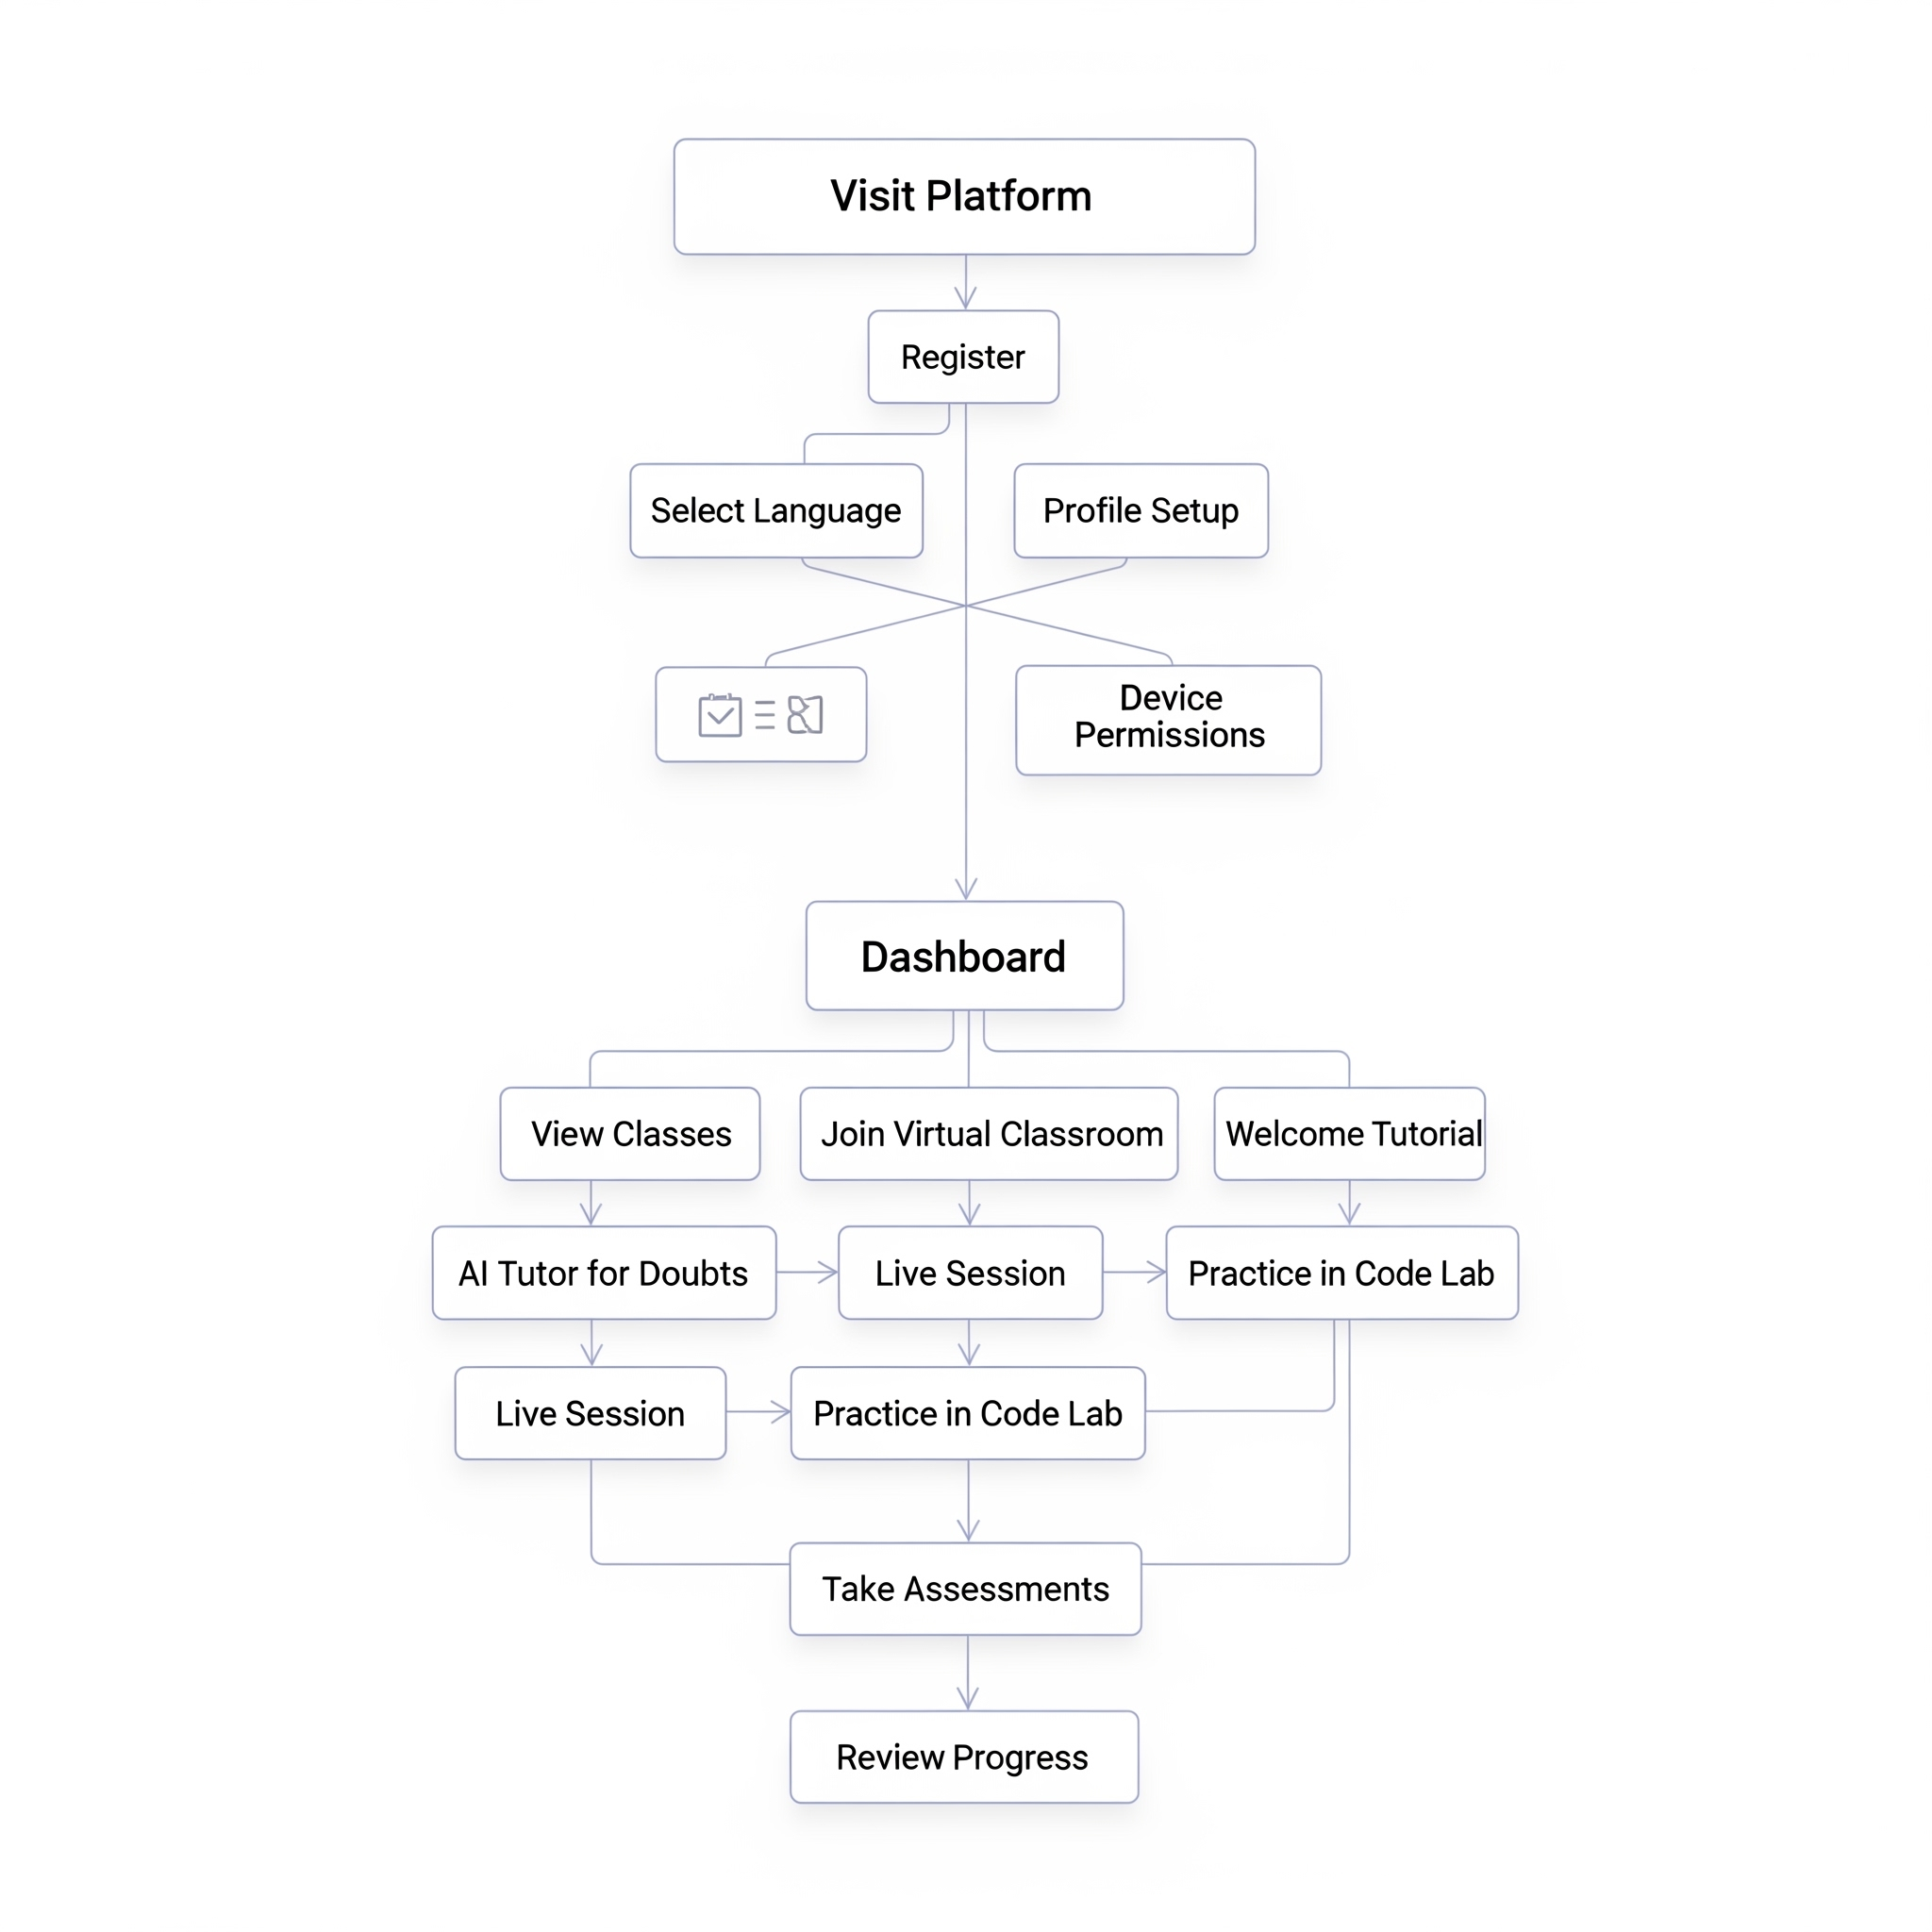 Visit Platform
Register
Select Language
Profile Setup
Device
Permissions
Dashboard
View Classes
Join Virtual Classroom
Welcome Tutorial
AI Tutor for Doubts
Live Session
Practice in Code Lab
Live Session
Practice in Code Lab
Take Assessments
Review Progress